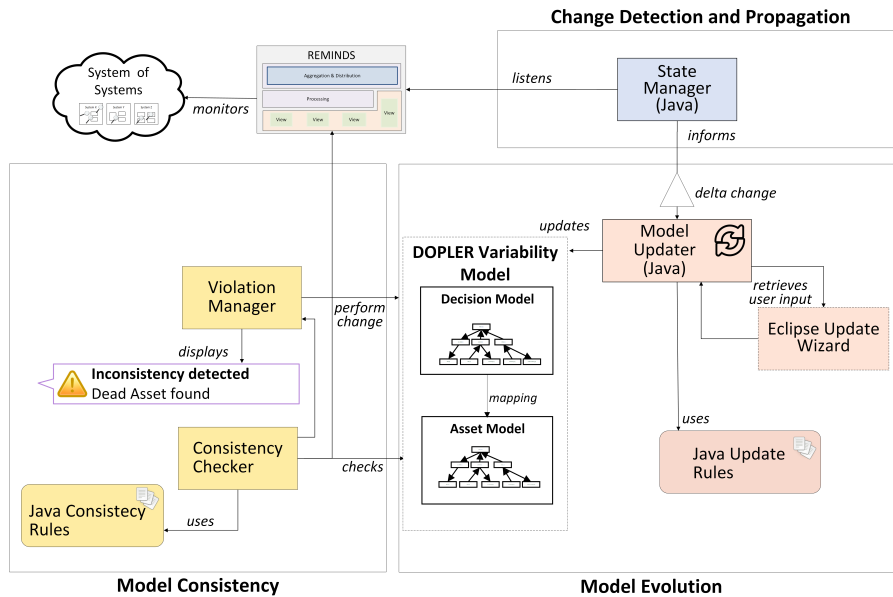 Change Detection and Propagation
System of
Systems
REMINDS
Aggregation & Distribution
Processing
View
View
View
View
monitors
listens
State
Manager
(Java)
informs
delta change
updates
Model
Updater
(Java)
retrieves
user input
Eclipse Update
Wizard
DOPLER Variability
Model
Decision Model
mapping
Asset Model
uses
Java Update
Rules
Violation
Manager
perform
change
displays
Inconsistency detected
Dead Asset found
Consistency
Checker
checks
Java Consistecy
Rules
uses
Model Consistency
Model Evolution